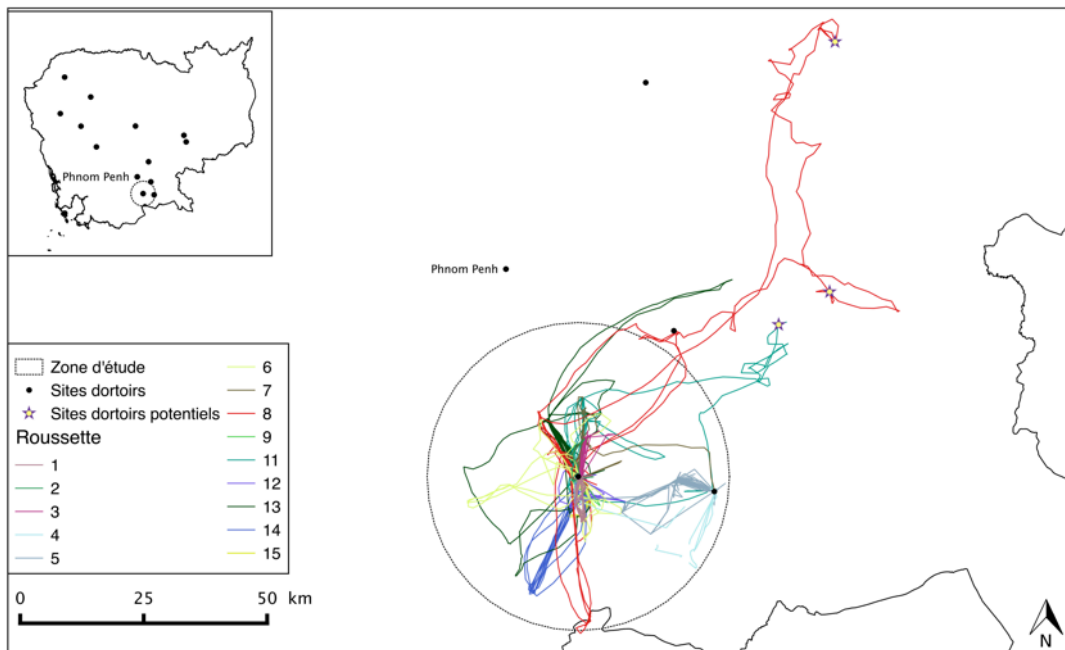 Phnom Penh
Phnom Penh
Zone d'étude
Sites dortoirs
Sites dortoirs potentiels
Roussette
1
2
3
4
5
6
7
8
9
11
12
13
14
15
0 25 50 km
N